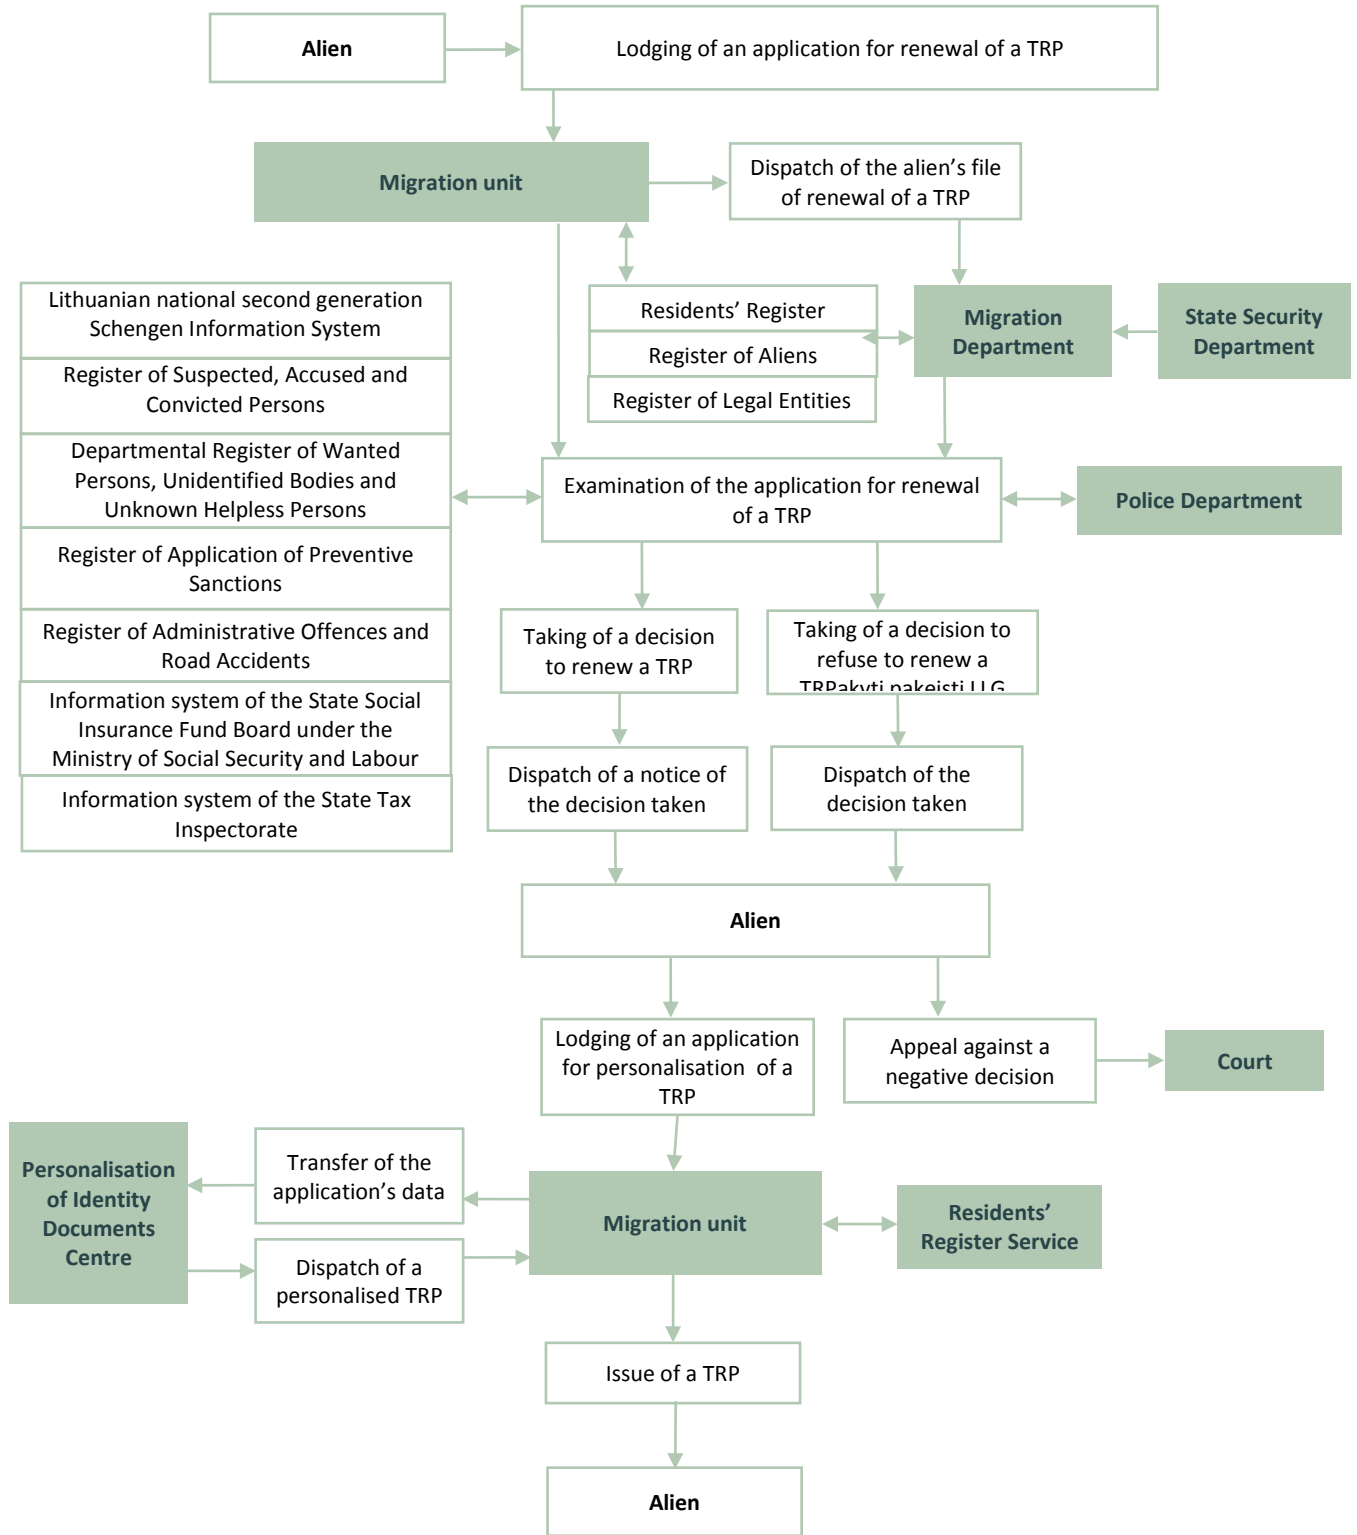 Alien
Lodging of an application for renewal of a TRP
Migration unit
Dispatch of the alien's file
of renewal of a TRP
Lithuanian national second generation
Schengen Information System
Register of Suspected, Accused and
Convicted Persons
Departmental Register of Wanted
Persons, Unidentified Bodies and
Unknown Helpless Persons
Register of Application of Preventive
Sanctions
Register of Administrative Offences and
Road Accidents
Information system of the State Social
Insurance Fund Board under the
Ministry of Social Security and Labour
Information system of the State Tax
Inspectorate
Residents' Register
Register of Aliens
Register of Legal Entities
Migration
Department
State Security
Department
Examination of the application for renewal
of a TRP
Police Department
Taking of a decision
to renew a TRP
Taking of a decision to
refuse to renew a
TRPakyti pakeisti LLG
Dispatch of a notice of
the decision taken
Dispatch of the
decision taken
Alien
Lodging of an application
for personalisation of a
TRP
Appeal against a
negative decision
Court
Personalisation
of Identity
Documents
Centre
Transfer of the
application's data
Dispatch of a
personalised TRP
Migration unit
Residents'
Register Service
Issue of a TRP
Alien